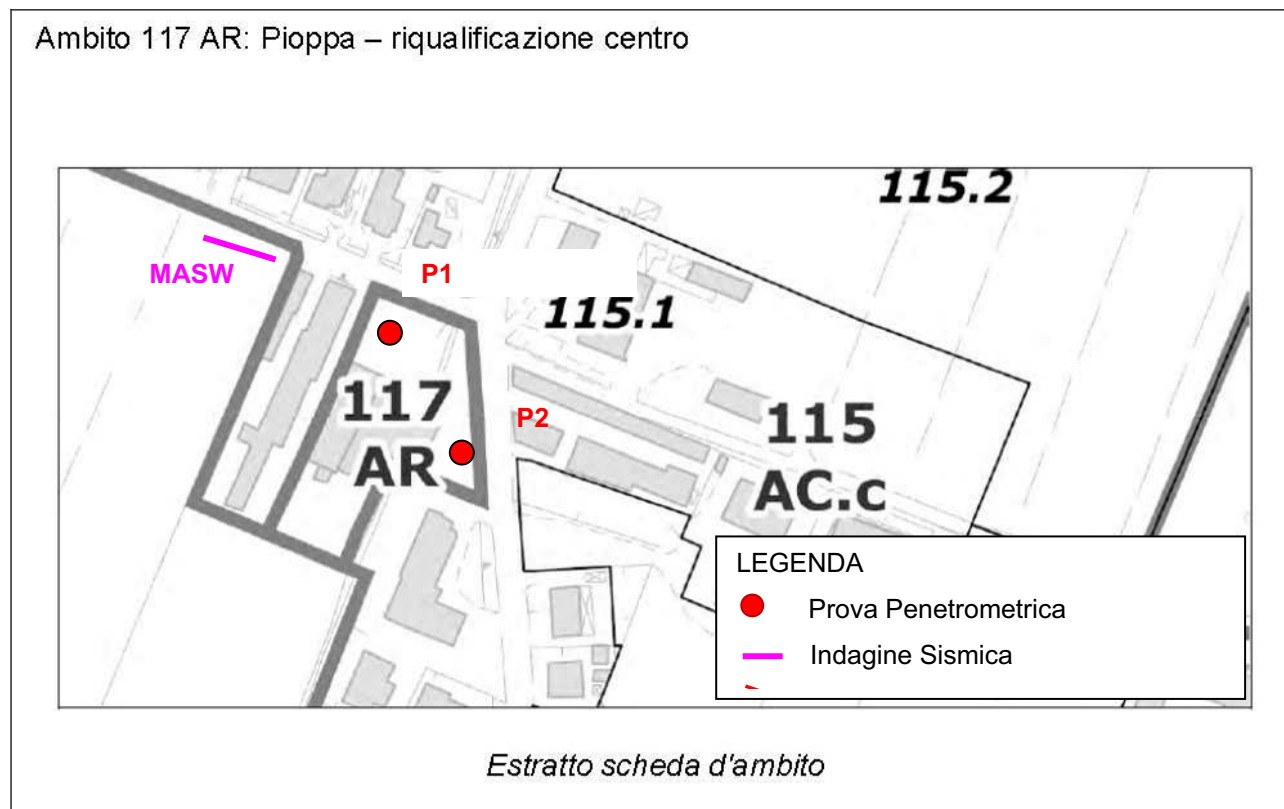 Ambito 117 AR: Pioppa – riqualificazione centro
115.2
MASW
P1
115.1
117
AR
P2
115
AC.c
LEGENDA
Prova Penetrometrica
Indagine Sismica
Estratto scheda d'ambito